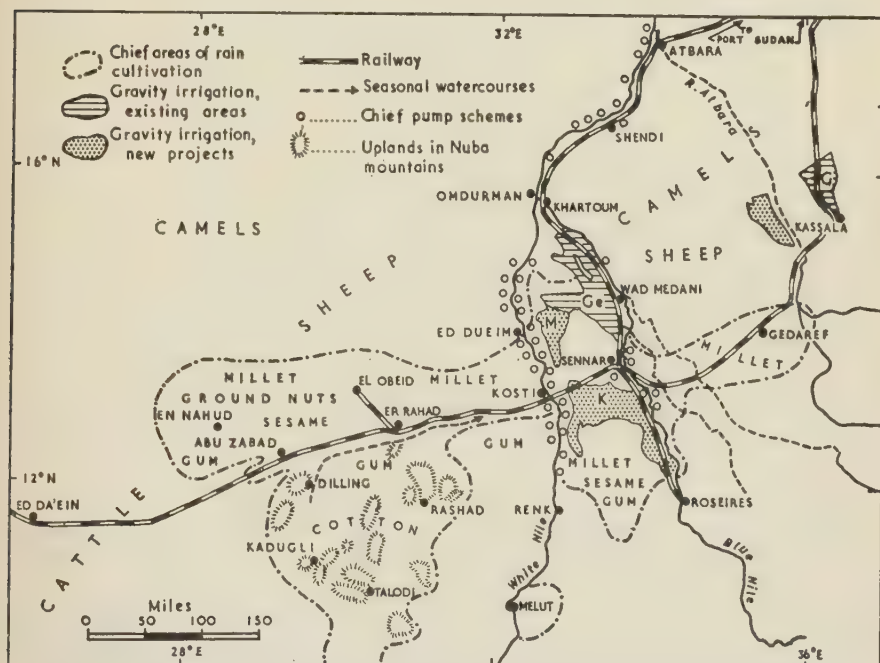 28°E
32°E
Chief areas of rain
cultivation
Gravity irrigation,
existing areas
Gravity irrigation,
new projects
Railway
Seasonal watercourses
Chief pump schemes
Uplands in Nuba
mountains
TO
PORT SUDAN
ATBARA
R. Atbara
SHENDI
16°N
OMDURMAN
KHARTOUM
CAMELS
CAMELS
G
KASSALA
SHEEP
SHEEP
WAD MEDANI
Ge
ED DUEIM
M
GEDAREF
SENNAR
MILLET
MILLET
MILLET
GROUND NUTS
EL OBEID
KOSTI
K
EN NAHUD
SESAME
ER RAHAD
ABU ZABAD
GUM
GUM
GUM
MILLET
SESAME
GUM
12°N
DILLING
RASHAD
RENK
ROSEIRES
ED DA'EIN
CATTLE
COTTON
KADUGLI
TALODI
White Nile
Blue Nile
MELUT
Miles
0 50 100 150
28°E
36°E